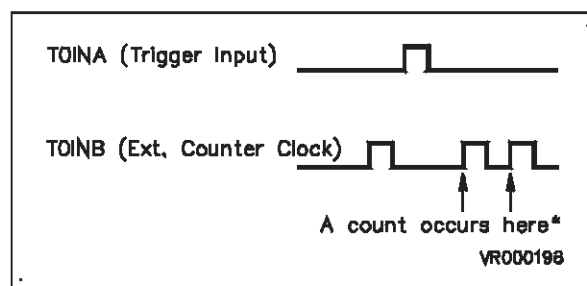 TOINA (Trigger Input)
TOINB (Ext. Counter Clock)
A count occurs here*
VR000196